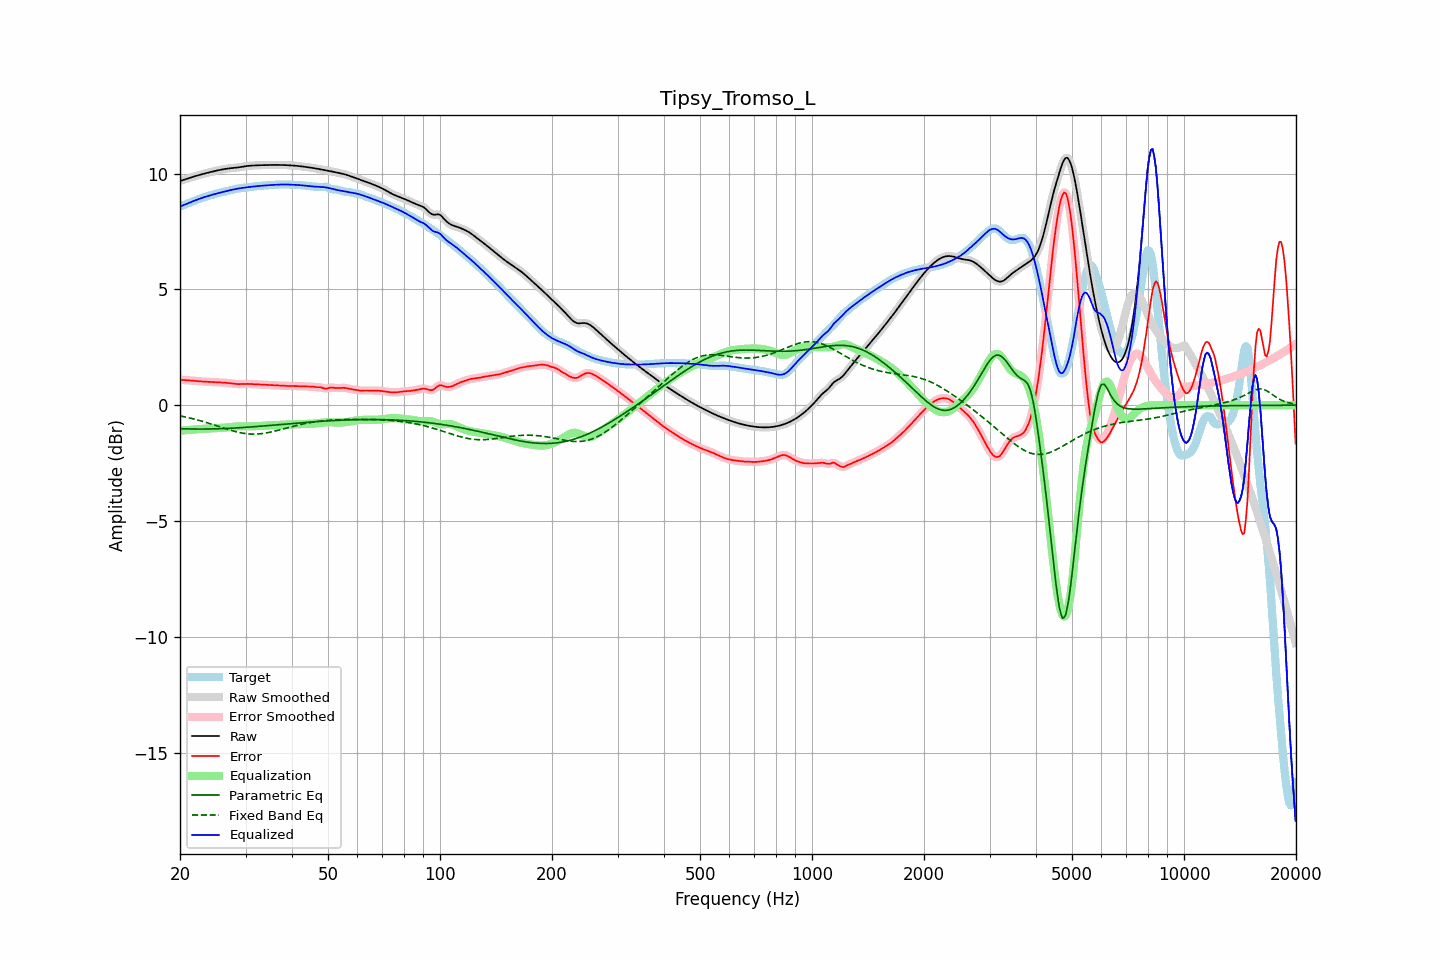 Tipsy_Tromso_L
Amplitude (dBr)
10
5
0
−5
−10
−15
Target
Raw Smoothed
Error Smoothed
Raw
Error
Equalization
Parametric Eq
Fixed Band Eq
Equalized
20
50
100
200
500
1000
2000
5000
10000
20000
Frequency (Hz)